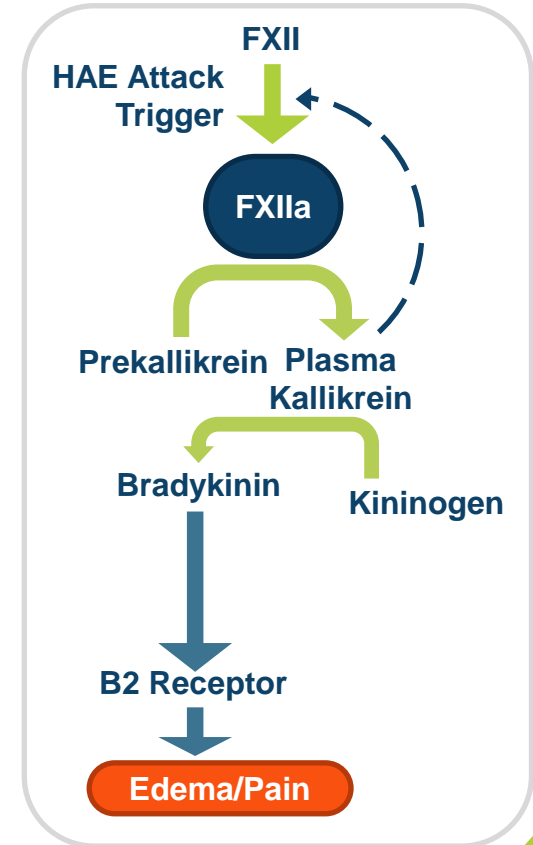 FXII
HAE Attack
Trigger
FXIIa
Prekallikrein
Plasma
Kallikrein
Bradykinin
Kininogen
B2 Receptor
Edema/Pain